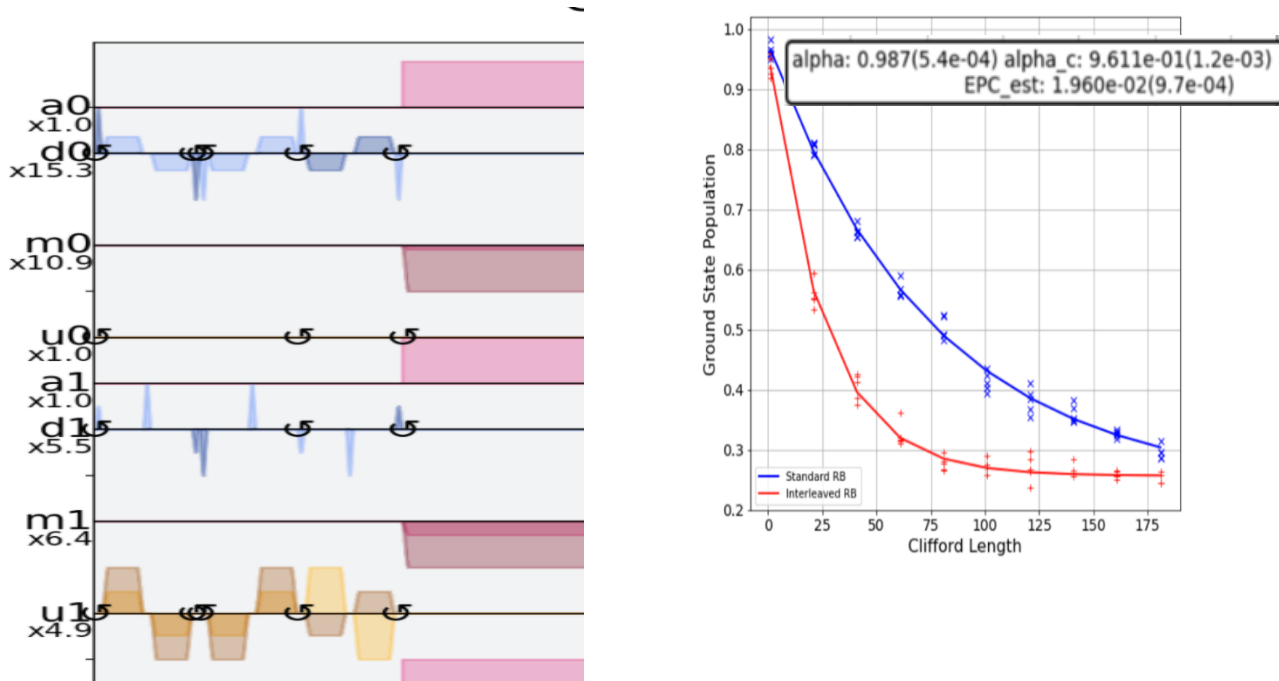 a0
x1.0
d0
x15.3
m0
x10.9
u0
x1.0
a1
x1.0
d1
x5.5
m1
x6.4
u1
x4.9
alpha: 0.987(5.4e-04) alpha_c: 9.611e-01(1.2e-03)
EPC_est: 1.960e-02(9.7e-04)
Ground State Population
1.0
0.9
0.8
0.7
0.6
0.5
0.4
0.3
0.2
Standard RB
Interleaved RB
0 25 50 75 100 125 150 175
Clifford Length